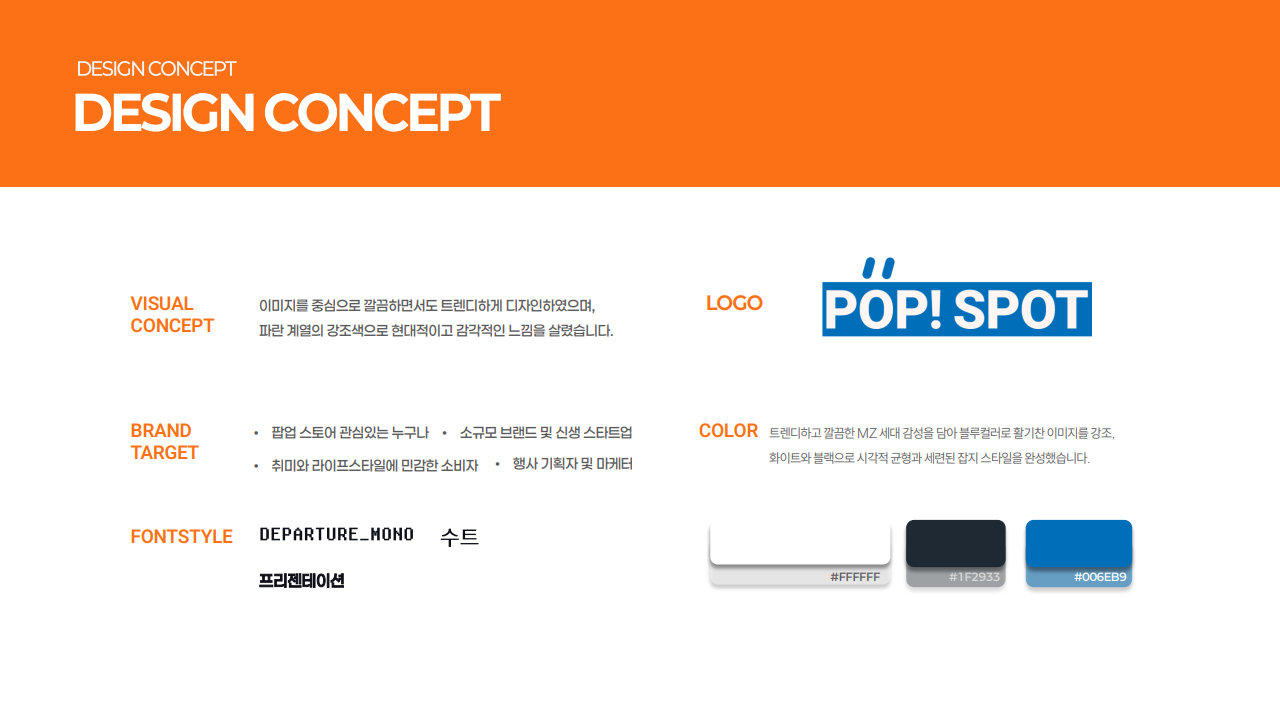 DESIGN CONCEPT
DESIGN CONCEPT
VISUAL
CONCEPT
이미지를 중심으로 깔끔하면서도 트렌디하게 디자인하였으며,
파란 계열의 강조색으로 현대적이고 감각적인 느낌을 살렸습니다.
LOGO
POP! SPOT
BRAND
TARGET
• 팝업 스토어 관심있는 누구나 • 소규모 브랜드 및 신생 스타트업
• 취미와 라이프스타일에 민감한 소비자 • 행사 기획자 및 마케터
COLOR
트렌디하고 깔끔한 MZ 세대 감성을 담아 블루컬러로 활기찬 이미지를 강조,
화이트와 블랙으로 시각적 균형과 세련된 잡지 스타일을 완성했습니다.
FONTSTYLE
DEPARTURE_MONO 수트
프리젠테이션
#FFFFFF
#1F2933
#006EB9